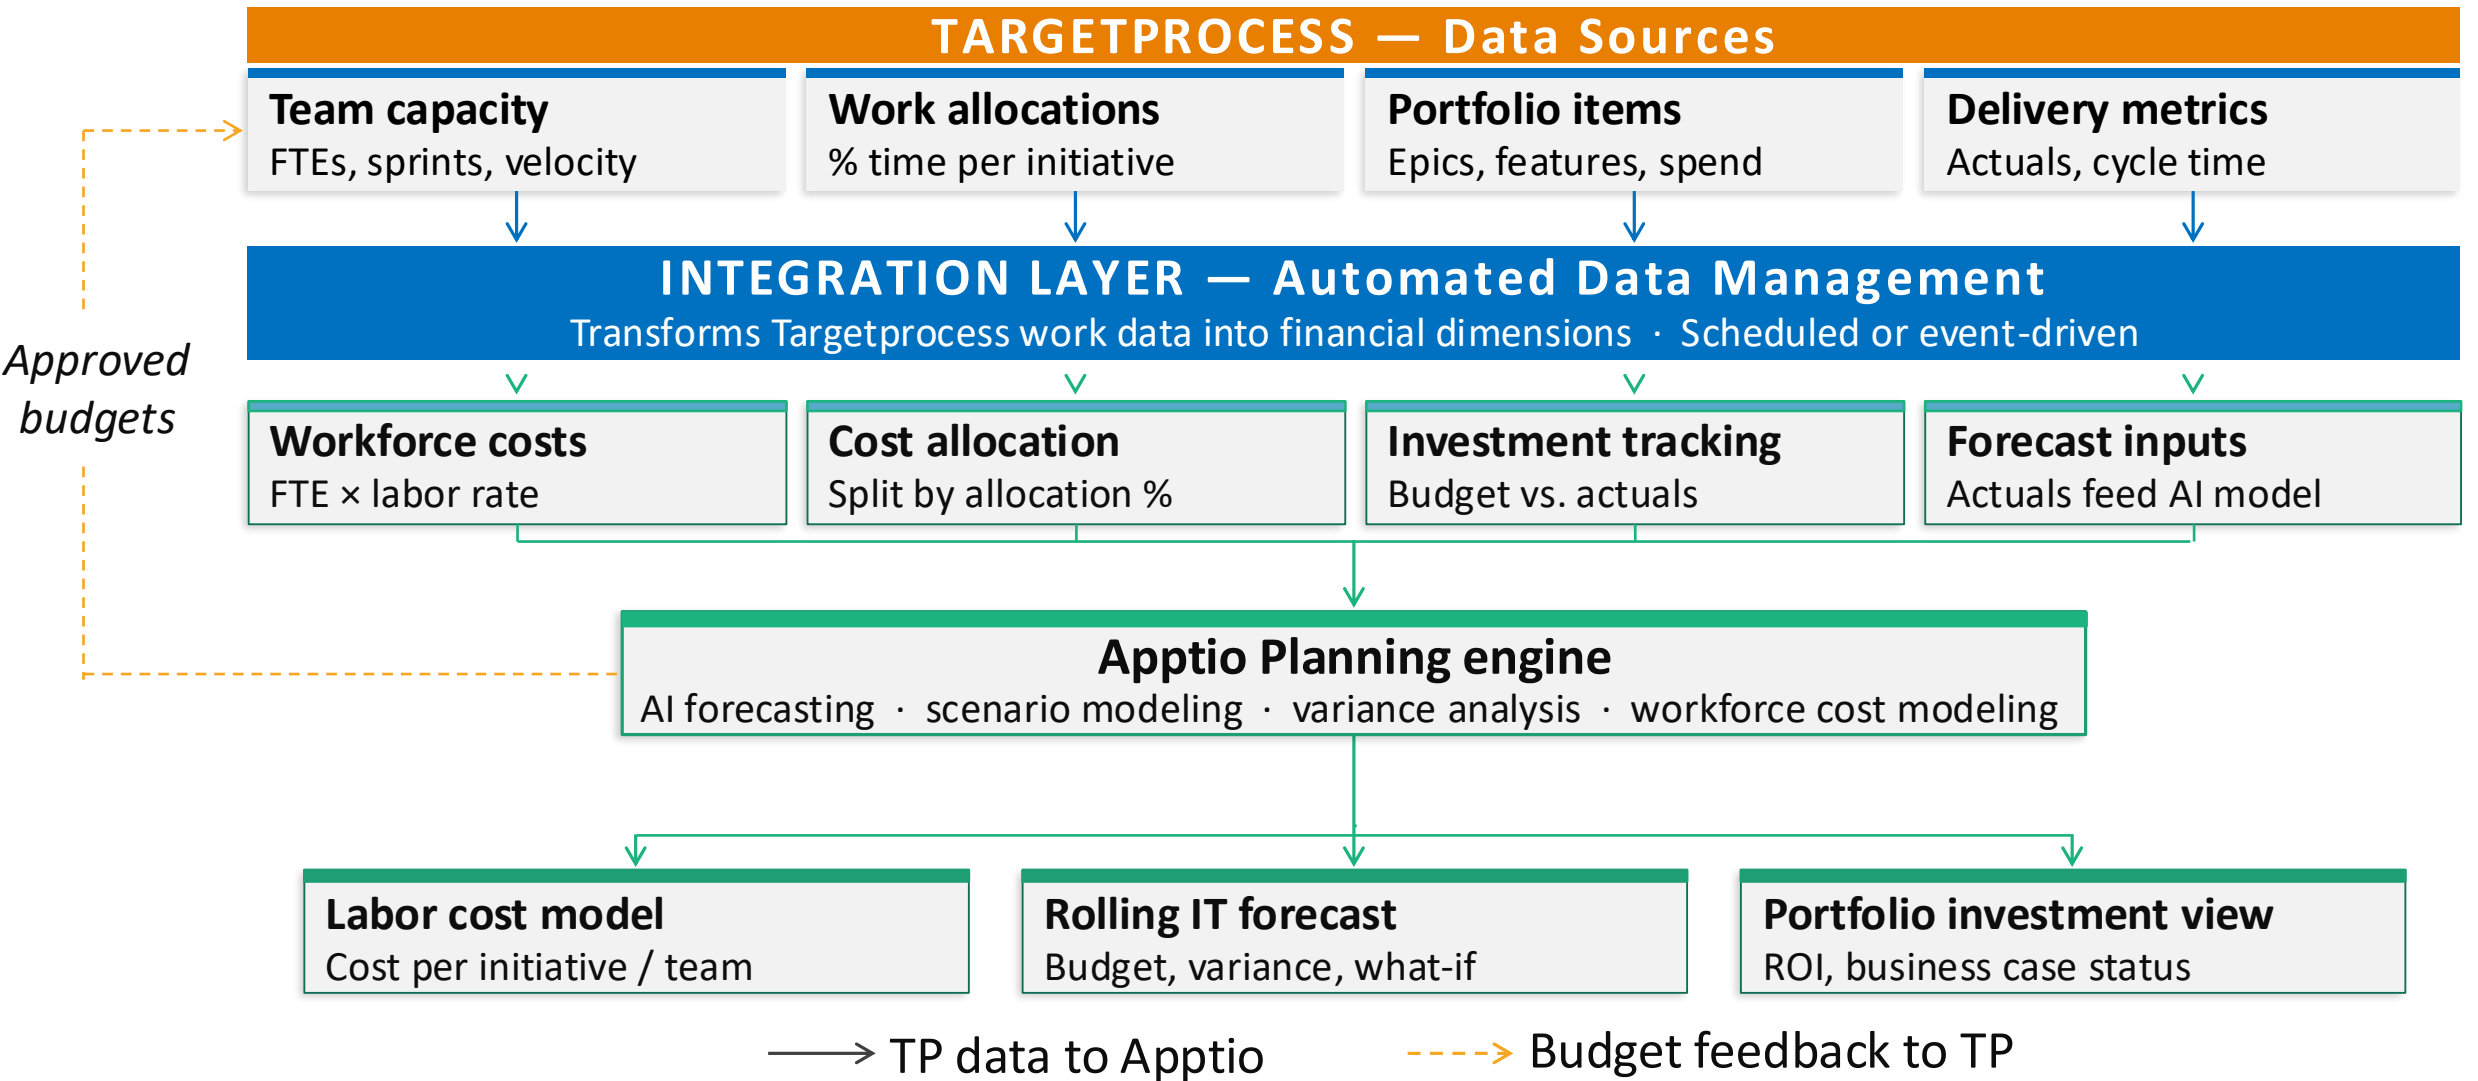 TARGETPROCESS — Data Sources
Team capacity
FTEs, sprints, velocity
Work allocations
% time per initiative
Portfolio items
Epics, features, spend
Delivery metrics
Actuals, cycle time
INTEGRATION LAYER — Automated Data Management
Transforms Targetprocess work data into financial dimensions · Scheduled or event-driven
Approved
budgets
Workforce costs
FTE × labor rate
Cost allocation
Split by allocation %
Investment tracking
Budget vs. actuals
Forecast inputs
Actuals feed AI model
Apptio Planning engine
AI forecasting · scenario modeling · variance analysis · workforce cost modeling
Labor cost model
Cost per initiative / team
Rolling IT forecast
Budget, variance, what-if
Portfolio investment view
ROI, business case status
TP data to Apptio
Budget feedback to TP